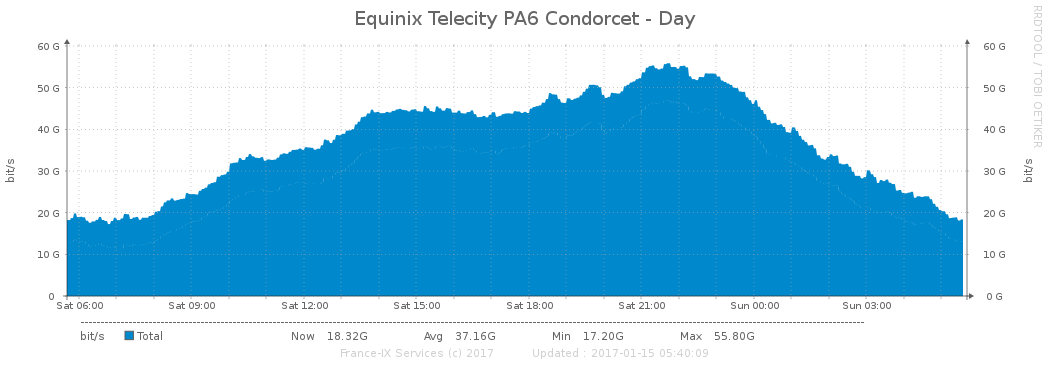 Equinix Telecity PA6 Condorcet - Day
RRDTOOL / TOBI OETIKER
60 G 60 G
50 G 50 G
40 G 40 G
30 G 30 G
20 G 20 G
10 G 10 G
0 0 G
bit/s bit/s
Sat 06:00 Sat 09:00 Sat 12:00 Sat 15:00 Sat 18:00 Sat 21:00 Sun 00:00 Sun 03:00
bit/s Total Now 18.32G Avg 37.16G Min 17.20G Max 55.80G
France-IX Services (c) 2017 Updated : 2017-01-15 05:40:09